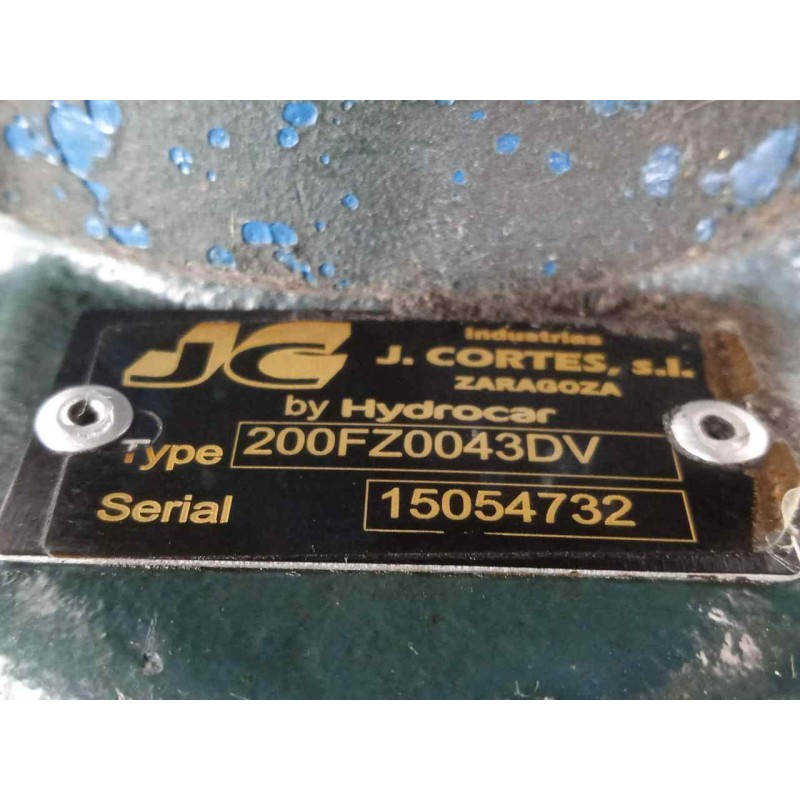 JC
Industrias
J. CORTES, s.l.
ZARAGOZA
by Hydrocar
Type 200FZ0043DV
Serial 15054732